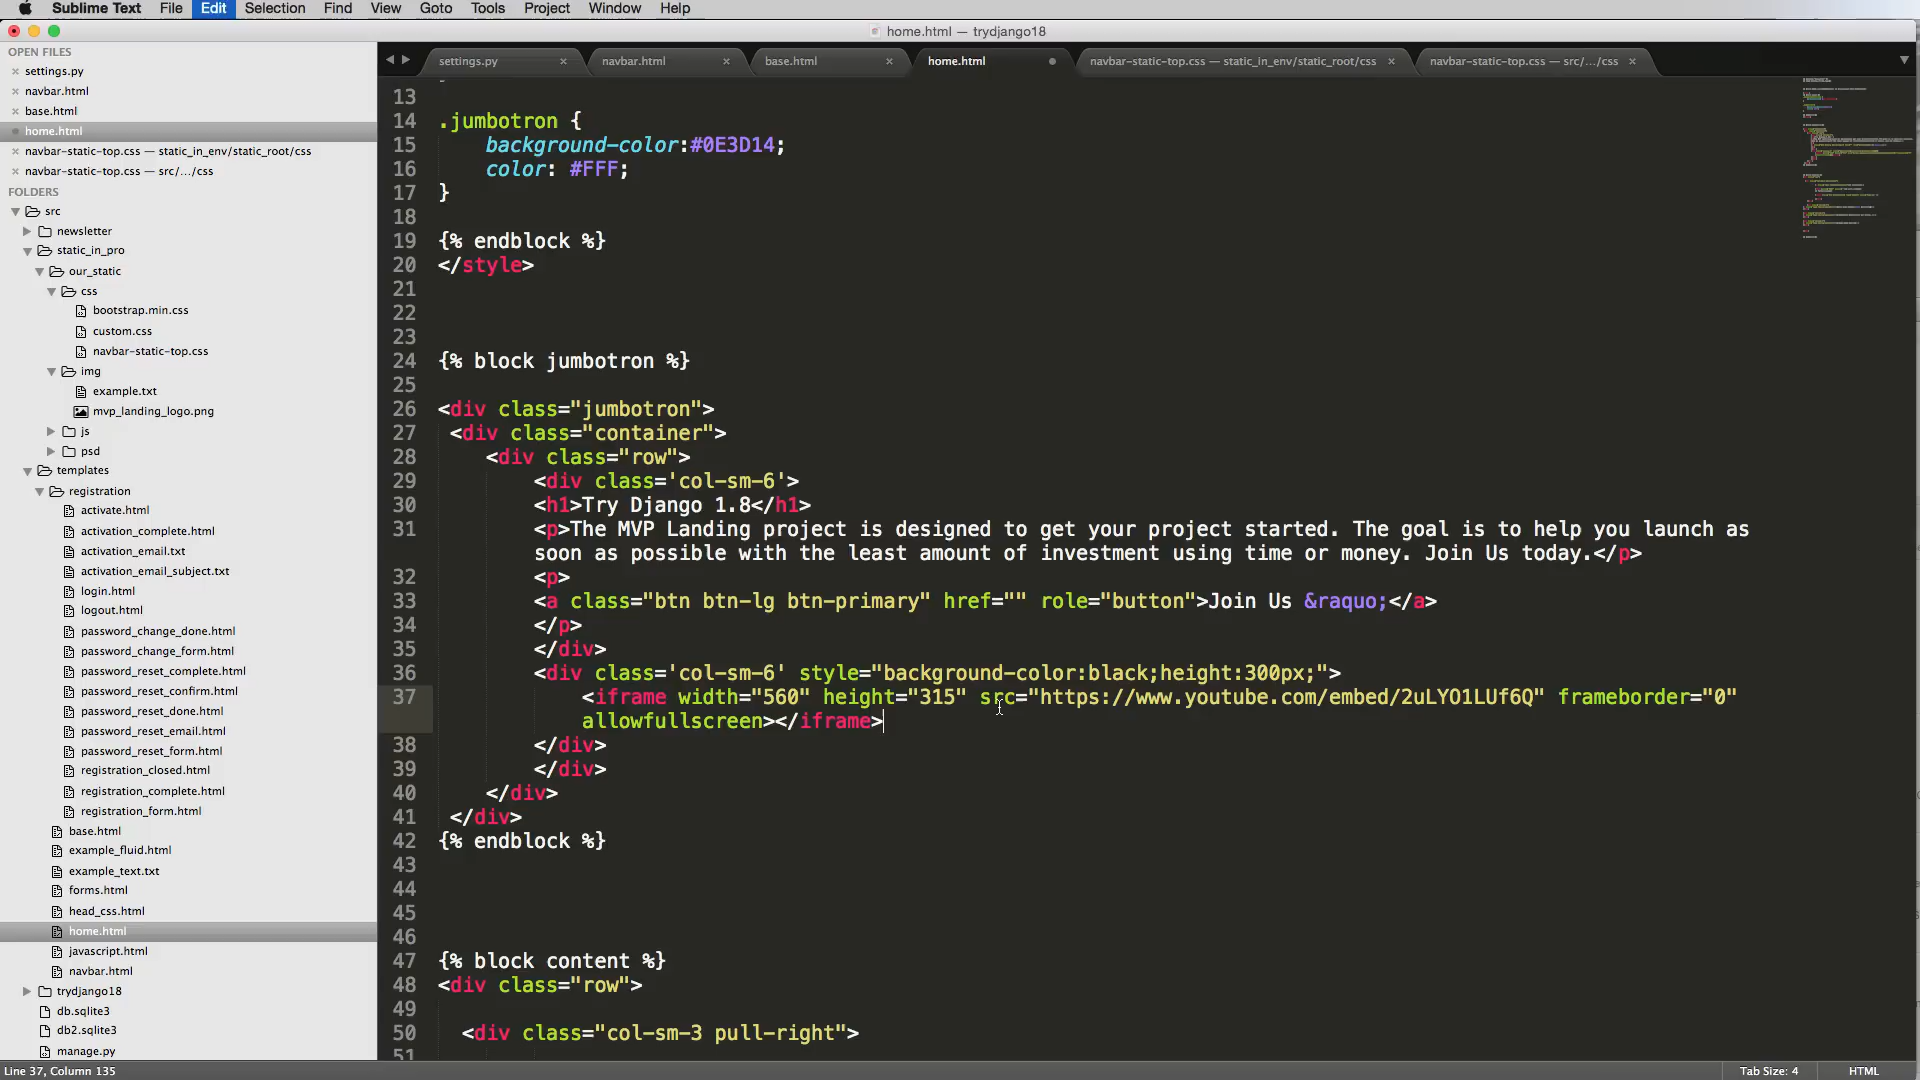 Sublime Text File Edit Selection Find View Goto Tools Project Window Help
home.html — trydjango18
OPEN FILES
settings.py
navbar.html
base.html
home.html
navbar-static-top.css — static_in_env/static_root/css
navbar-static-top.css — src/.../css
FOLDERS
src
newsletter
static_in_pro
our_static
css
bootstrap.min.css
custom.css
navbar-static-top.css
img
example.txt
mvp_landing_logo.png
js
psd
templates
registration
activate.html
activation_complete.html
activation_email.txt
activation_email_subject.txt
login.html
logout.html
password_change_done.html
password_change_form.html
password_reset_complete.html
password_reset_confirm.html
password_reset_done.html
password_reset_email.html
password_reset_form.html
registration_closed.html
registration_complete.html
registration_form.html
base.html
example_fluid.html
example_text.txt
forms.html
head_css.html
home.html
javascript.html
navbar.html
trydjango18
db.sqlite3
db2.sqlite3
manage.py
settings.py navbar.html base.html home.html navbar-static-top.css — static_in_env/static_root/css navbar-static-top.css — src/.../css
13
14 .jumbotron {
15 background-color:#0E3D14;
16 color: #FFF;
17 }
18
19 {% endblock %}
20 </style>
21
22
23
24 {% block jumbotron %}
25
26 <div class="jumbotron">
27 <div class="container">
28 <div class="row">
29 <div class='col-sm-6'>
30 <h1>Try Django 1.8</h1>
31 <p>The MVP Landing project is designed to get your project started. The goal is to help you launch as
soon as possible with the least amount of investment using time or money. Join Us today.</p>
32 <p>
33 <a class="btn btn-lg btn-primary" href="" role="button">Join Us &raquo;</a>
34 </p>
35 </div>
36 <div class='col-sm-6' style="background-color:black;height:300px;">
37 <iframe width="560" height="315" src="https://www.youtube.com/embed/2uLYO1LUf6Q" frameborder="0"
allowfullscreen></iframe>
38 </div>
39 </div>
40 </div>
41 </div>
42 {% endblock %}
43
44
45
46
47 {% block content %}
48 <div class="row">
49
50 <div class="col-sm-3 pull-right">
51
Line 37, Column 135 Tab Size: 4 HTML